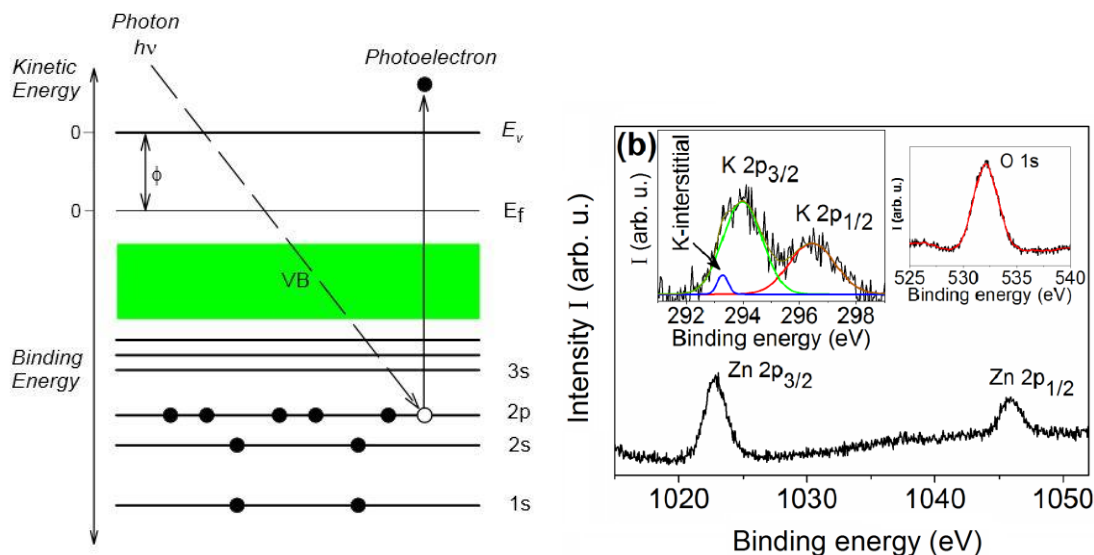 Photon
hν
Kinetic
Energy
Photoelectron
0
E_v
ϕ
0
E_f
VB
Binding
Energy
3s
2p
2s
1s
(b)
K-interstitial
K 2p3/2
K 2p1/2
I (arb. u.)
292 294 296 298
Binding energy (eV)
O 1s
I (arb. u.)
525 530 535 540
Binding energy (eV)
Intensity I (arb. u.)
Zn 2p3/2
Zn 2p1/2
1020 1030 1040 1050
Binding energy (eV)